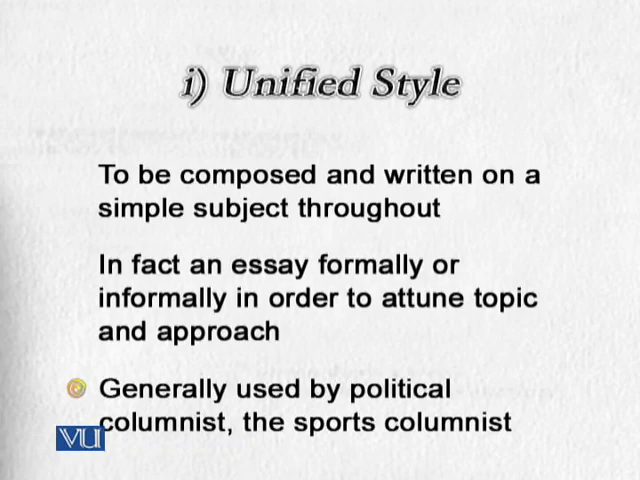 i) Unified Style
To be composed and written on a
simple subject throughout
In fact an essay formally or
informally in order to attune topic
and approach
Generally used by political
columnist, the sports columnist
VU